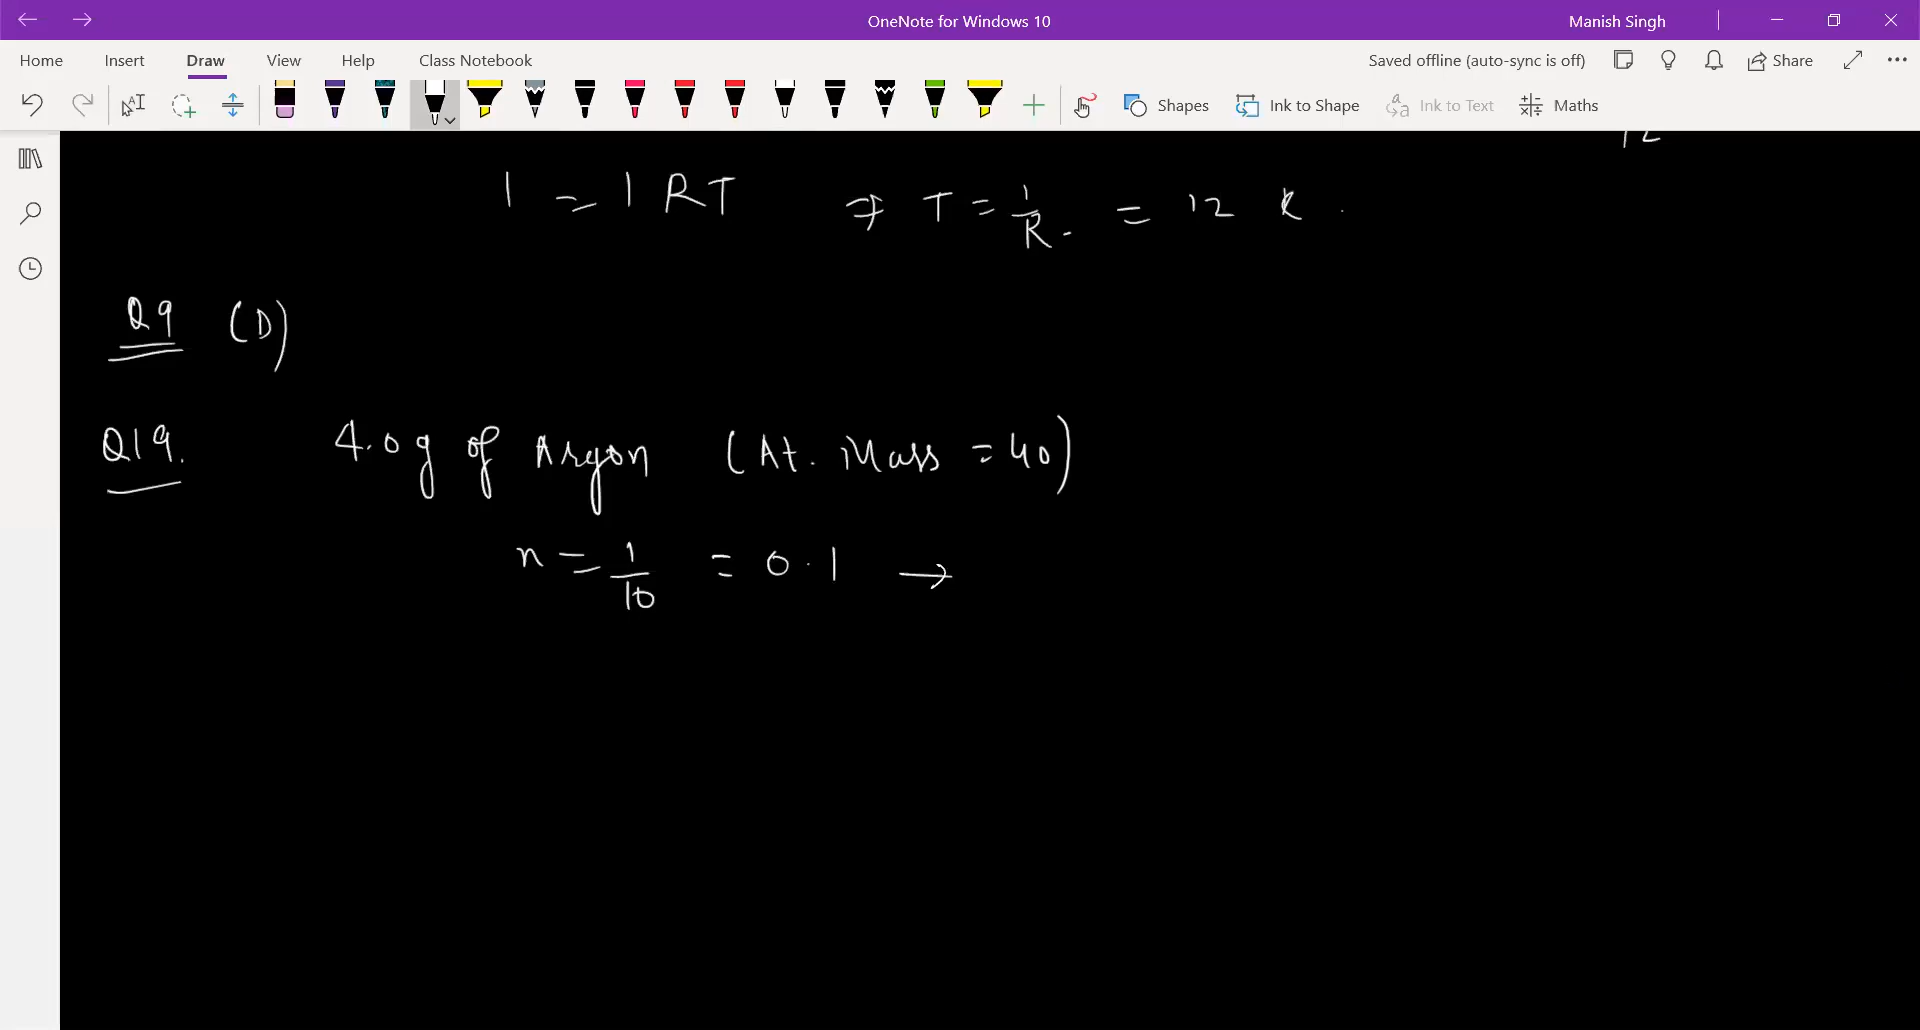 OneNote for Windows 10
Manish Singh
Home Insert Draw View Help Class Notebook
Saved offline (auto-sync is off) Share
Shapes Ink to Shape Ink to Text Maths
12
1 = 1 RT ⇒ T = 1/R = 12 K.
Q9 (D)
Q19. 4.0g of Argon (At. Mass = 40)
n = 1/10 = 0.1 →